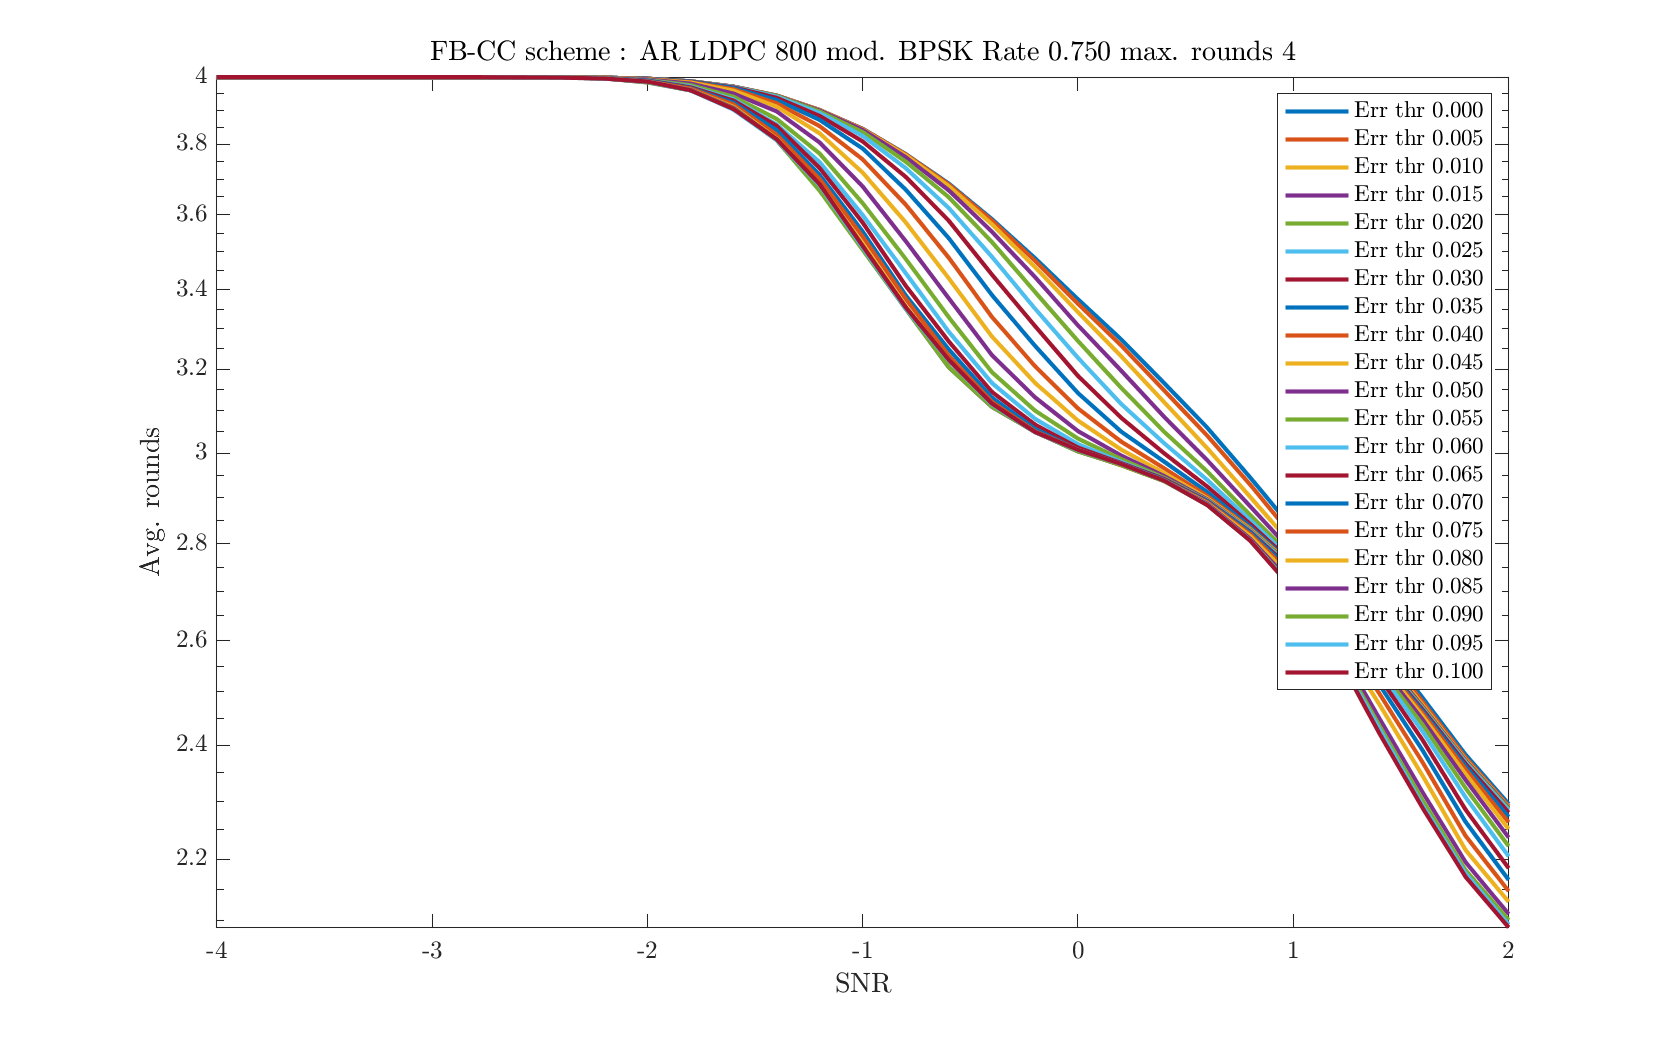 FB-CC scheme : AR LDPC 800 mod. BPSK Rate 0.750 max. rounds 4
4
3.8
3.6
3.4
3.2
3
2.8
2.6
2.4
2.2
Avg. rounds
Err thr 0.000
Err thr 0.005
Err thr 0.010
Err thr 0.015
Err thr 0.020
Err thr 0.025
Err thr 0.030
Err thr 0.035
Err thr 0.040
Err thr 0.045
Err thr 0.050
Err thr 0.055
Err thr 0.060
Err thr 0.065
Err thr 0.070
Err thr 0.075
Err thr 0.080
Err thr 0.085
Err thr 0.090
Err thr 0.095
Err thr 0.100
-4 -3 -2 -1 0 1 2
SNR